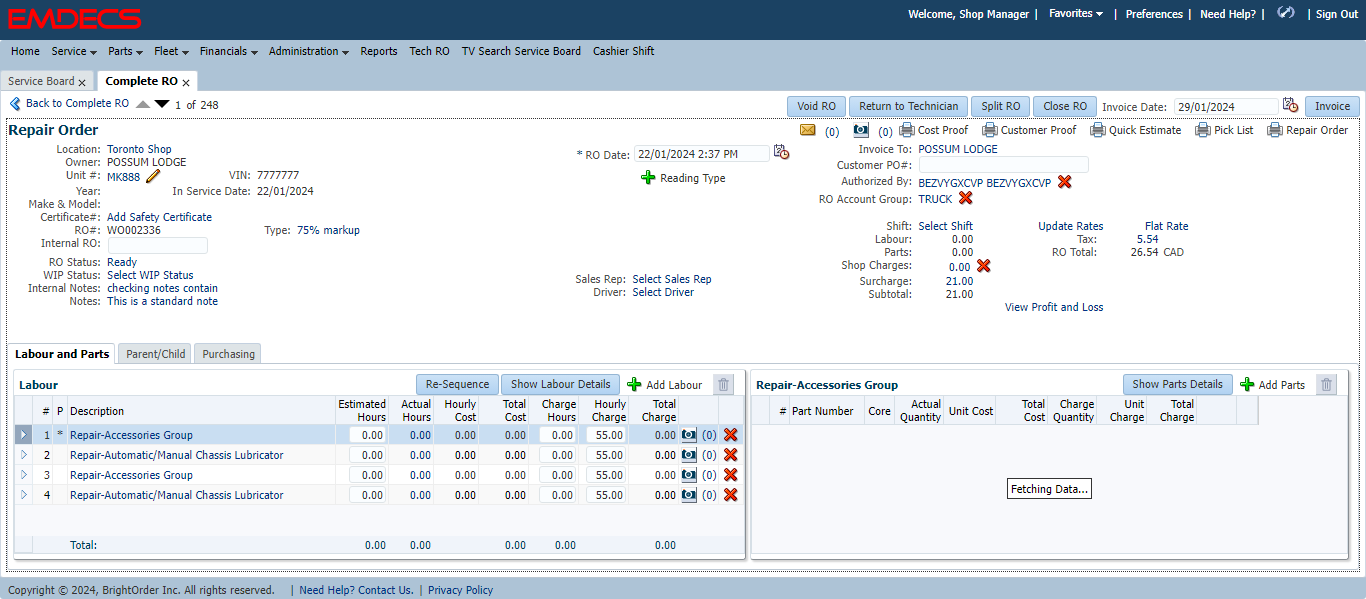 EMDECS
Welcome, Shop Manager | Favorites | Preferences | Need Help? | | Sign Out
Home Service Parts Fleet Financials Administration Reports Tech RO TV Search Service Board Cashier Shift
Service Board x Complete RO x
Back to Complete RO 1 of 248 Void RO Return to Technician Split RO Close RO Invoice Date: 29/01/2024 Invoice
Repair Order (0) (0) Cost Proof Customer Proof Quick Estimate Pick List Repair Order
Location: Toronto Shop * RO Date: 22/01/2024 2:37 PM Invoice To: POSSUM LODGE
Owner: POSSUM LODGE Customer PO#:
Unit #: MK888 VIN: 7777777 Reading Type Authorized By: BEZVYGXCVP BEZVYGXCVP
Year: In Service Date: 22/01/2024 RO Account Group: TRUCK
Make & Model:
Certificate#: Add Safety Certificate
RO#: WO002336 Type: 75% markup Shift: Select Shift Update Rates Flat Rate
Internal RO: Labour: 0.00 Tax: 5.54
Parts: 0.00 RO Total: 26.54 CAD
RO Status: Ready Shop Charges: 0.00
WIP Status: Select WIP Status Sales Rep: Select Sales Rep Surcharge: 21.00
Internal Notes: checking notes contain Driver: Select Driver Subtotal: 21.00
Notes: This is a standard note View Profit and Loss
Labour and Parts Parent/Child Purchasing
Labour Re-Sequence Show Labour Details Add Labour Repair-Accessories Group Show Parts Details Add Parts
# P Description Estimated Hours Actual Hours Hourly Cost Total Cost Charge Hours Hourly Charge Total Charge # Part Number Core Actual Quantity Unit Cost Total Cost Charge Quantity Unit Charge Total Charge
1 * Repair-Accessories Group 0.00 0.00 0.00 0.00 0.00 55.00 0.00 (0)
2 Repair-Automatic/Manual Chassis Lubricator 0.00 0.00 0.00 0.00 0.00 55.00 0.00 (0)
3 Repair-Accessories Group 0.00 0.00 0.00 0.00 0.00 55.00 0.00 (0)
4 Repair-Automatic/Manual Chassis Lubricator 0.00 0.00 0.00 0.00 0.00 55.00 0.00 (0)
Fetching Data...
Total: 0.00 0.00 0.00 0.00 0.00
Copyright © 2024, BrightOrder Inc. All rights reserved. | Need Help? Contact Us. | Privacy Policy